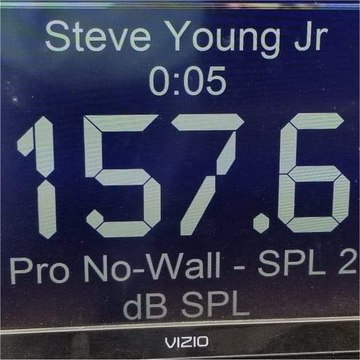 Steve Young Jr
0:05
157.6
Pro No-Wall - SPL 2
dB SPL
VIZIO